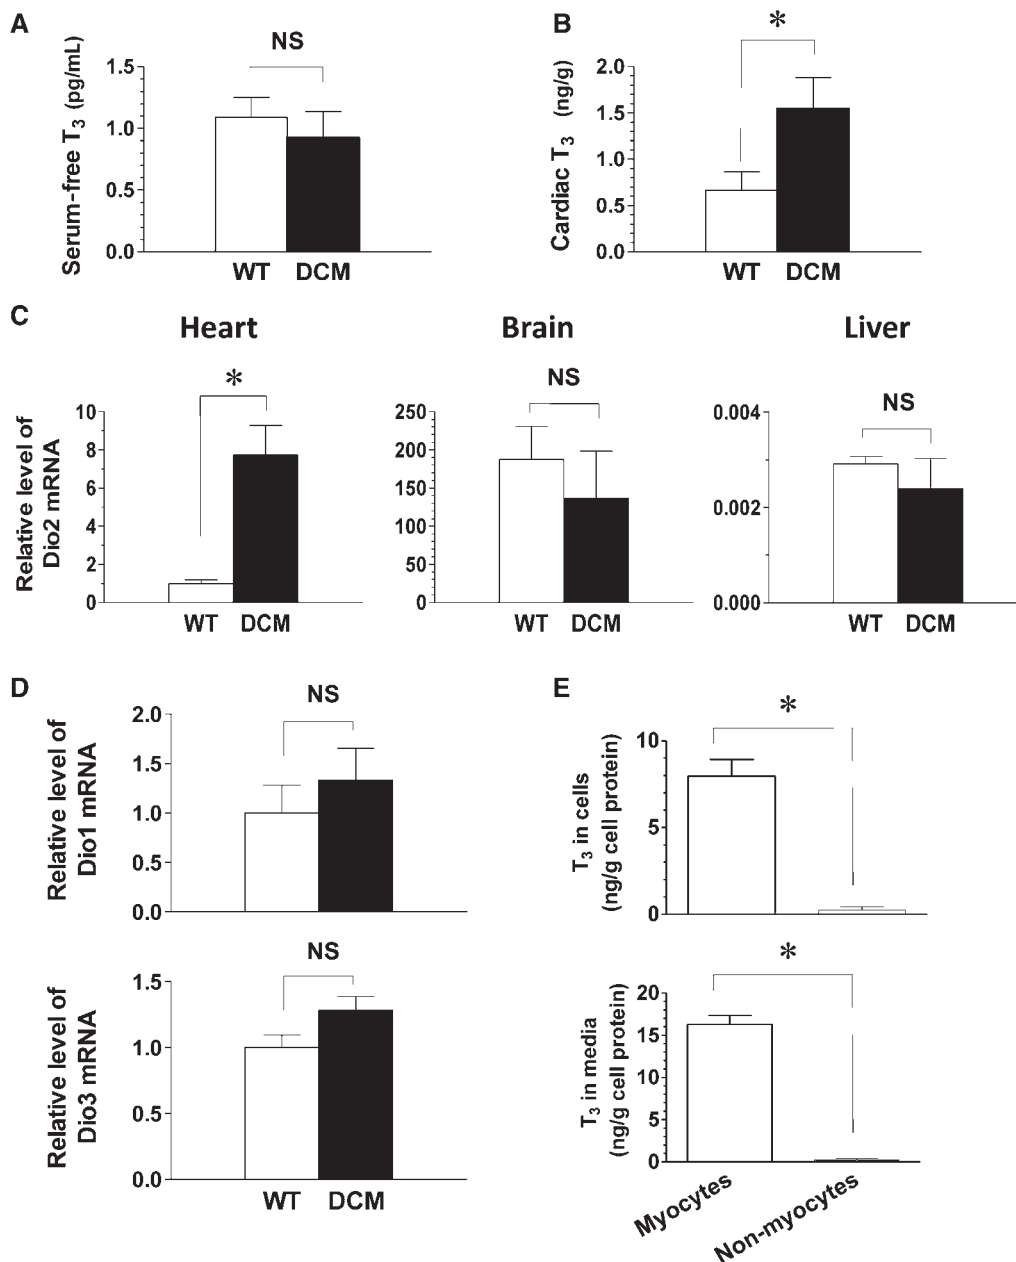 A
NS
Serum-free T3 (pg/mL)
1.5
1.0
0.5
0.0
WT DCM
B
*
Cardiac T3 (ng/g)
2.0
1.5
1.0
0.5
0.0
WT DCM
C
Heart
Brain
Liver
Relative level of
Dio2 mRNA
*
10
8
6
4
2
0
WT DCM
NS
250
200
150
100
50
0
WT DCM
NS
0.004
0.002
0.000
WT DCM
D
NS
Relative level of
Dio1 mRNA
2.0
1.5
1.0
0.5
0.0
NS
Relative level of
Dio3 mRNA
1.5
1.0
0.5
0.0
WT DCM
E
*
T3 in cells
(ng/g cell protein)
10
5
0
*
T3 in media
(ng/g cell protein)
20
15
10
5
0
Myocytes
Non-myocytes